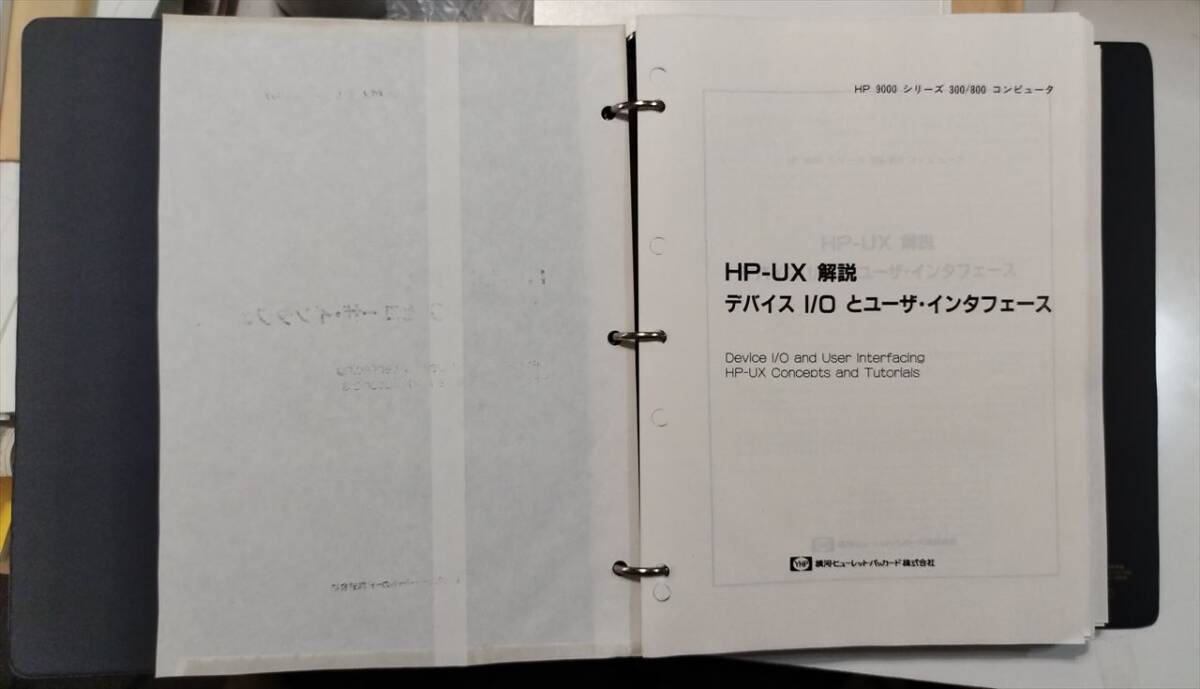 HP 9000 シリーズ 300/800 コンピュータ
HP-UX 解説
デバイス I/O とユーザ・インタフェース
Device I/O and User Interfacing
HP-UX Concepts and Tutorials
YHP 横河・ヒューレット・パッカード株式会社